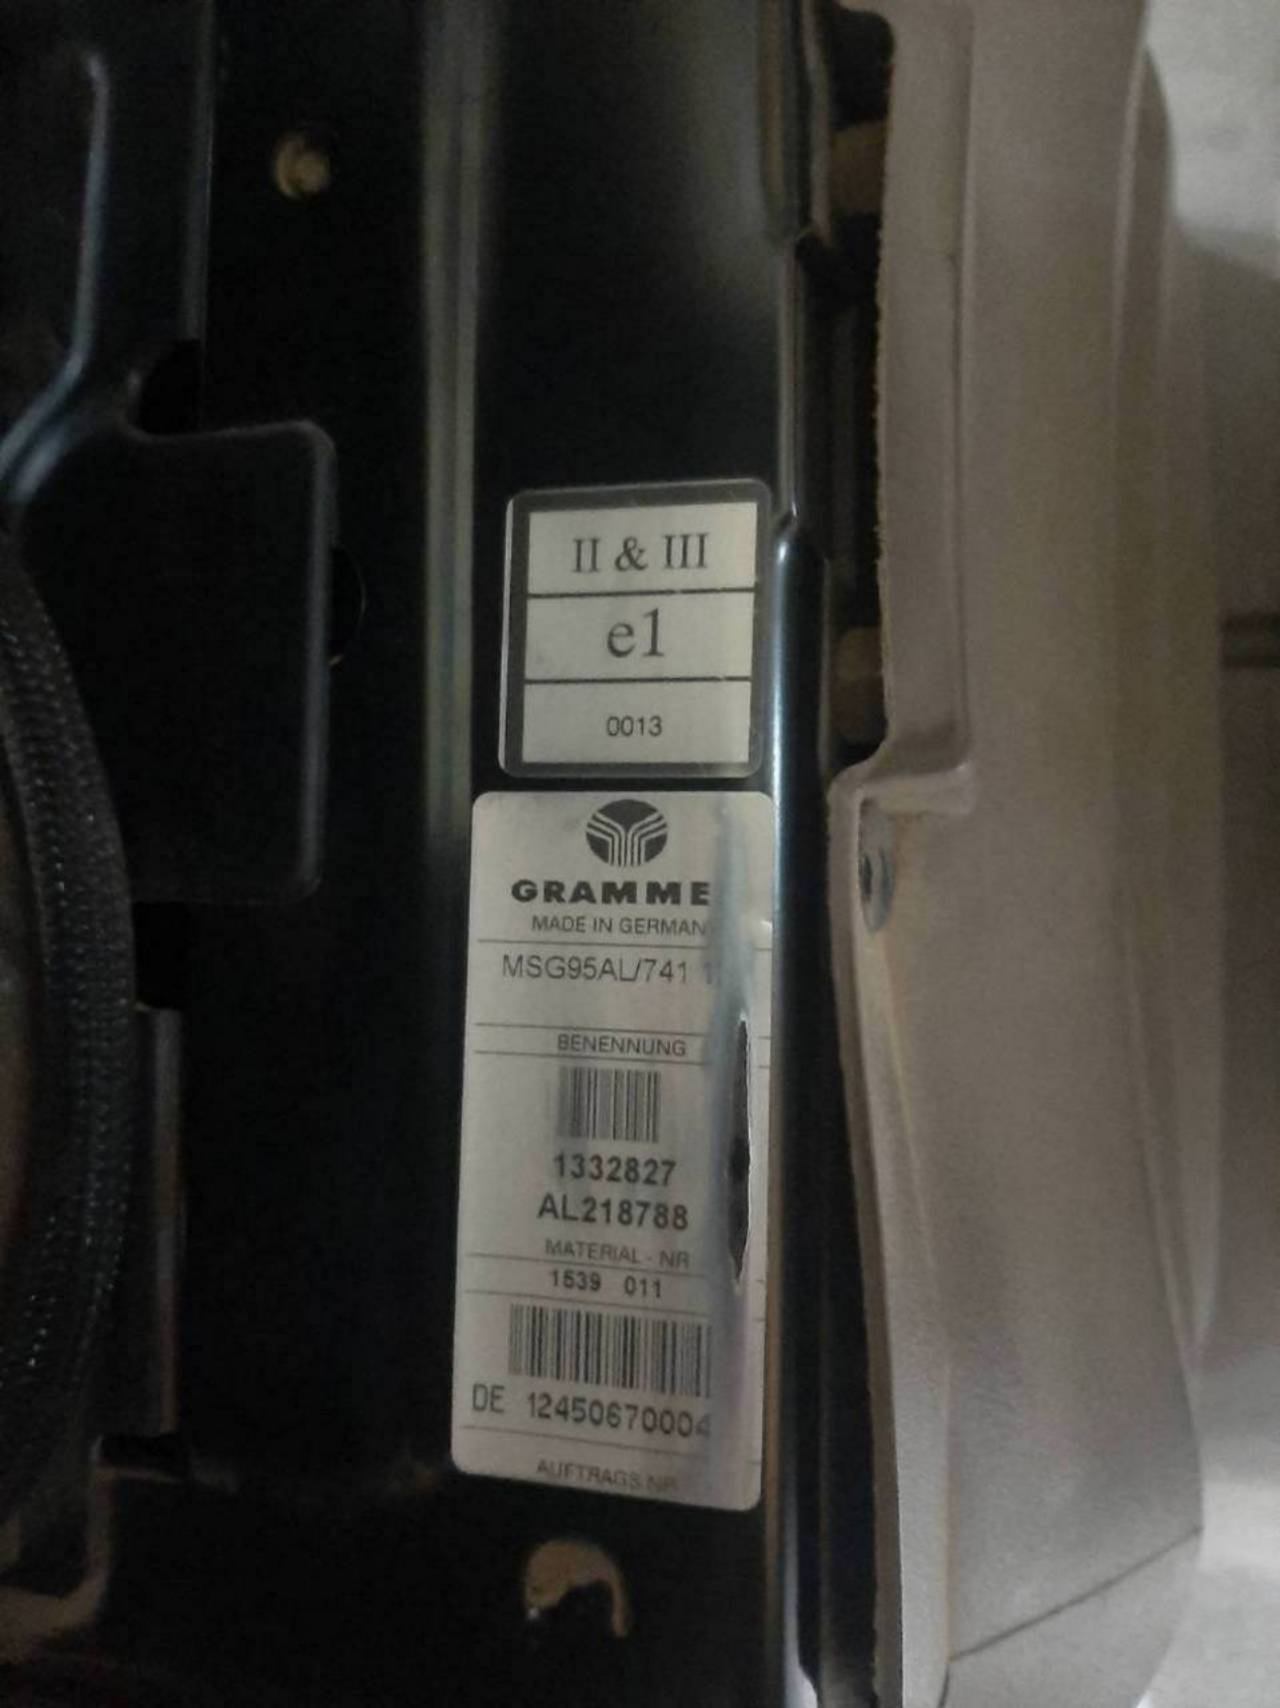 II & III
e1
0013
GRAMME
MADE IN GERMAN
MSG95AL/741 1
BENENNUNG
1332827
AL218788
MATERIAL - NR
1539 011
DE 12450670004
AUFTRAGS NR